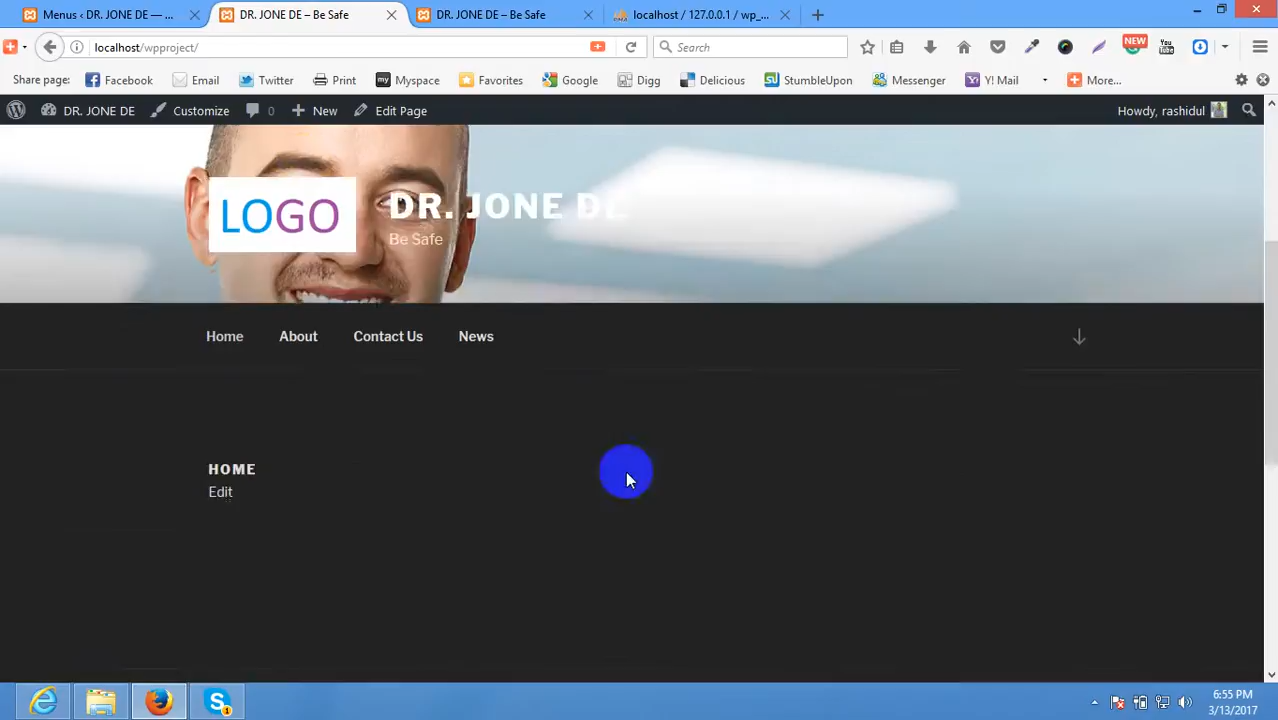 Menus ‹ DR. JONE DE — ...
DR. JONE DE – Be Safe
DR. JONE DE – Be Safe
localhost / 127.0.0.1 / wp_...
localhost/wpproject/
Search
NEW
You Tube
Share page:
Facebook
Email
Twitter
Print
my
Myspace
Favorites
Google
Digg
Delicious
StumbleUpon
Messenger
Y! Mail
More...
DR. JONE DE
Customize
0
New
Edit Page
Howdy, rashidul
LOGO
DR. JONE DE
Be Safe
Home
About
Contact Us
News
HOME
Edit
6:55 PM
3/13/2017